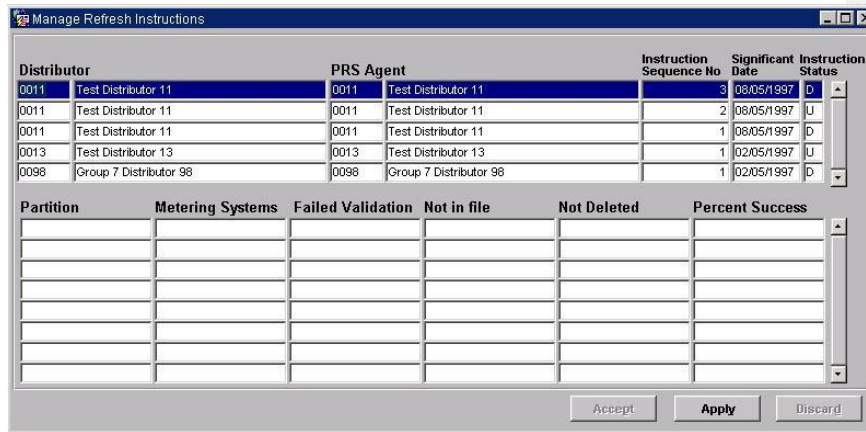 Manage Refresh Instructions
Distributor PRS Agent Instruction Sequence No Significant Date Instruction Status
0011 Test Distributor 11 0011 Test Distributor 11 3 08/05/1997 D
0011 Test Distributor 11 0011 Test Distributor 11 2 08/05/1997 U
0011 Test Distributor 11 0011 Test Distributor 11 1 08/05/1997 D
0013 Test Distributor 13 0013 Test Distributor 13 1 02/05/1997 U
0098 Group 7 Distributor 98 0098 Group 7 Distributor 98 1 02/05/1997 D
Partition Metering Systems Failed Validation Not in file Not Deleted Percent Success
Accept Apply Discard